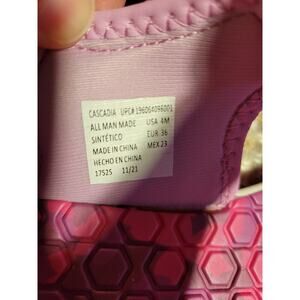 CASCADIA UPC# 196064096001
ALL MAN MADE USA 4M
SINTÉTICO EUR 36
MADE IN CHINA MEX 23
HECHO EN CHINA
17525 11/21